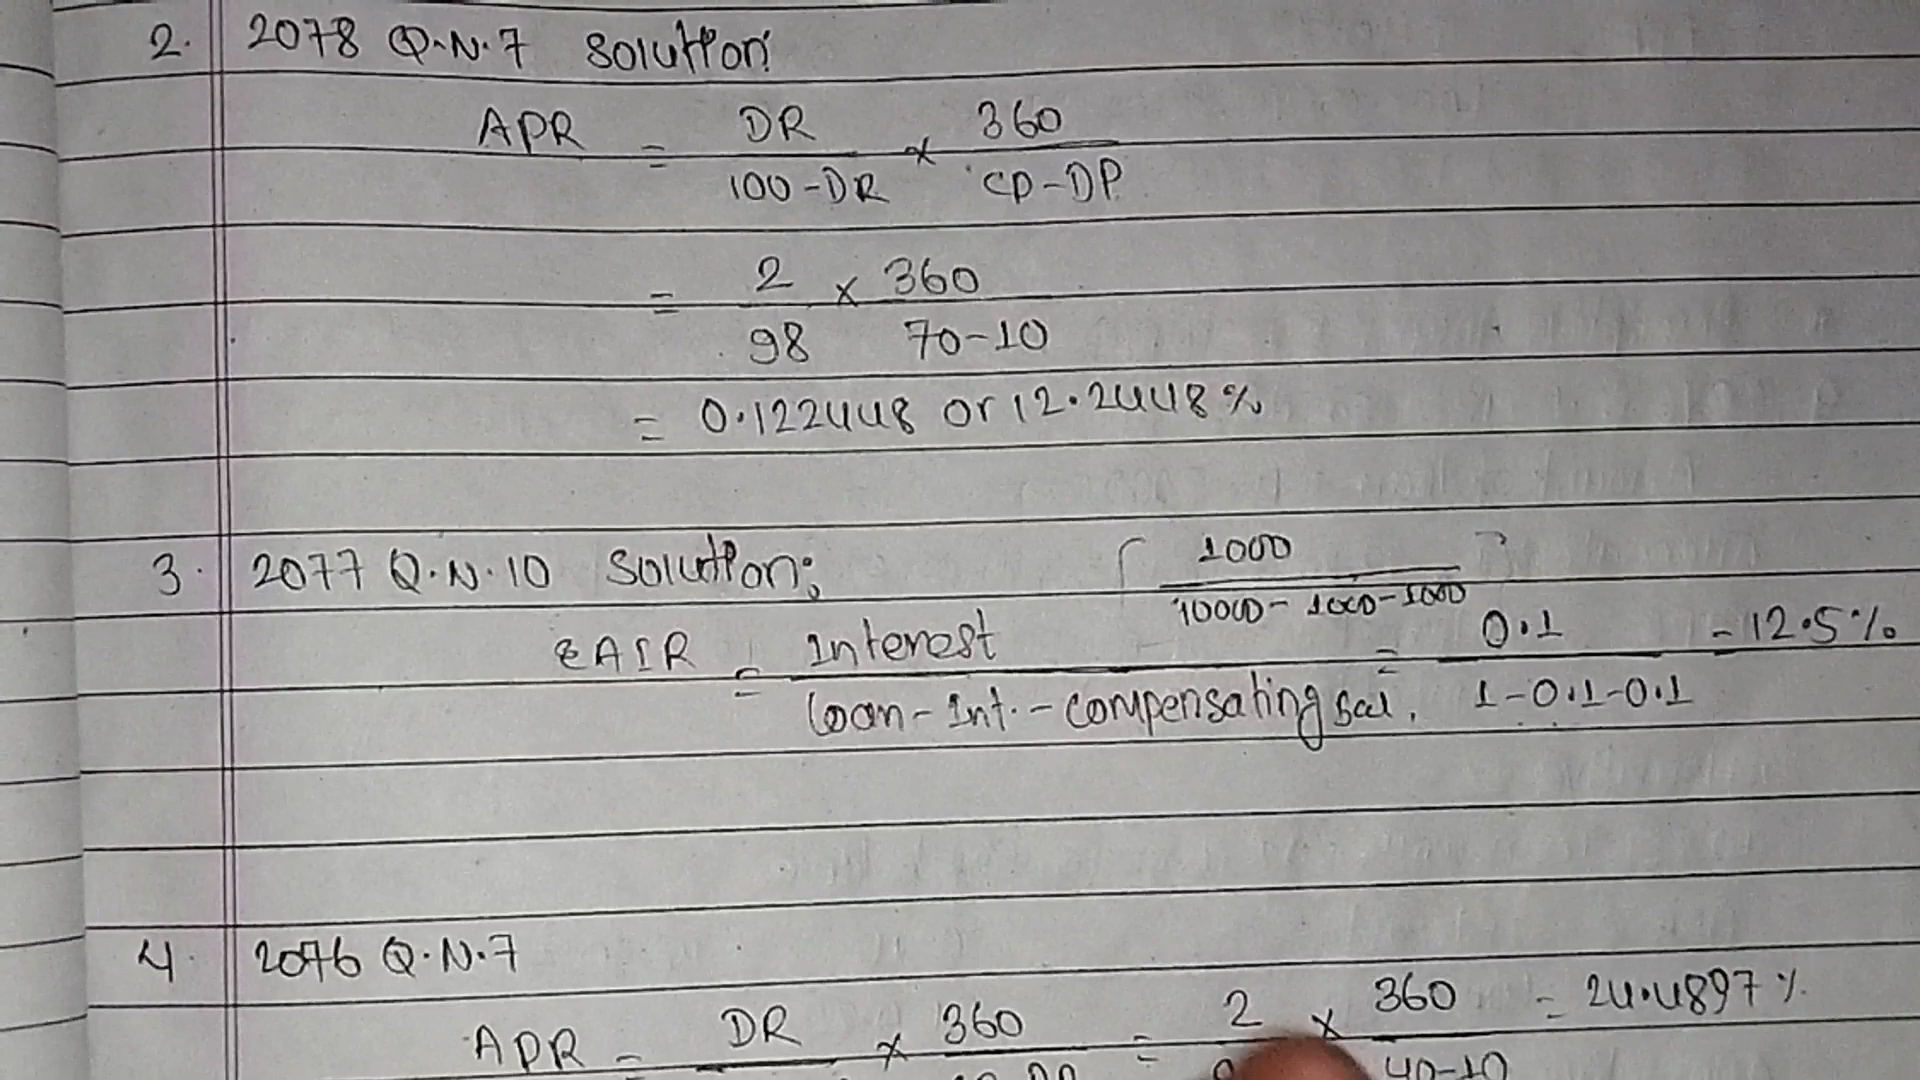 2. 2078 Q.N.7 Solution:
APR = DR / 100-DR × 360 / CP-DP
= 2 / 98 × 360 / 70-10
= 0.122448 or 12.2448%
3. 2077 Q.N.10 Solution: [ 1000 / 10000-1000-1000 ]
EAIR = Interest / Loan-Int.-Compensating bal. = 0.1 / 1-0.1-0.1 = 12.5%
4. 2076 Q.N.7
APR = DR × 360 = 2 × 360 / 40-10 = 24.4897%